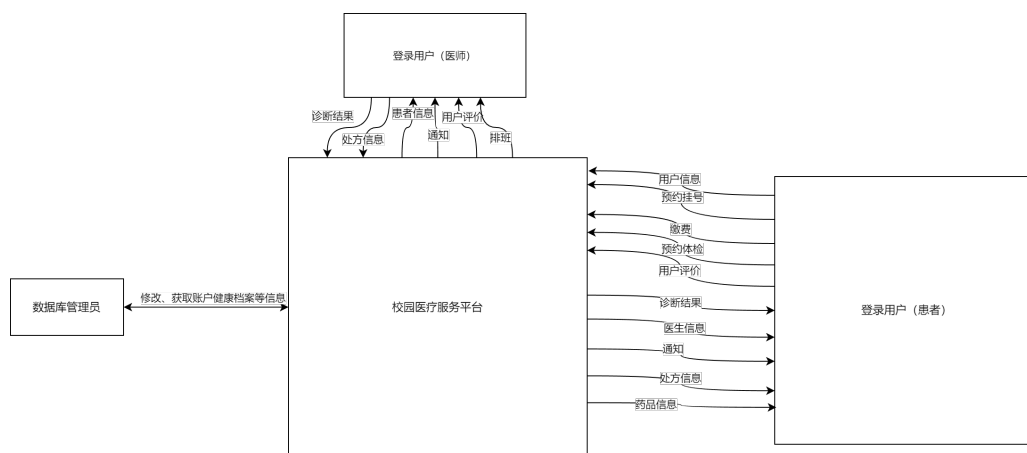 登录用户（医师）
诊断结果
处方信息
患者信息
通知
用户评价
排班
用户信息
预约挂号
缴费
预约体检
用户评价
数据库管理员
修改、获取账户健康档案等信息
校园医疗服务平台
登录用户（患者）
诊断结果
医生信息
通知
处方信息
药品信息